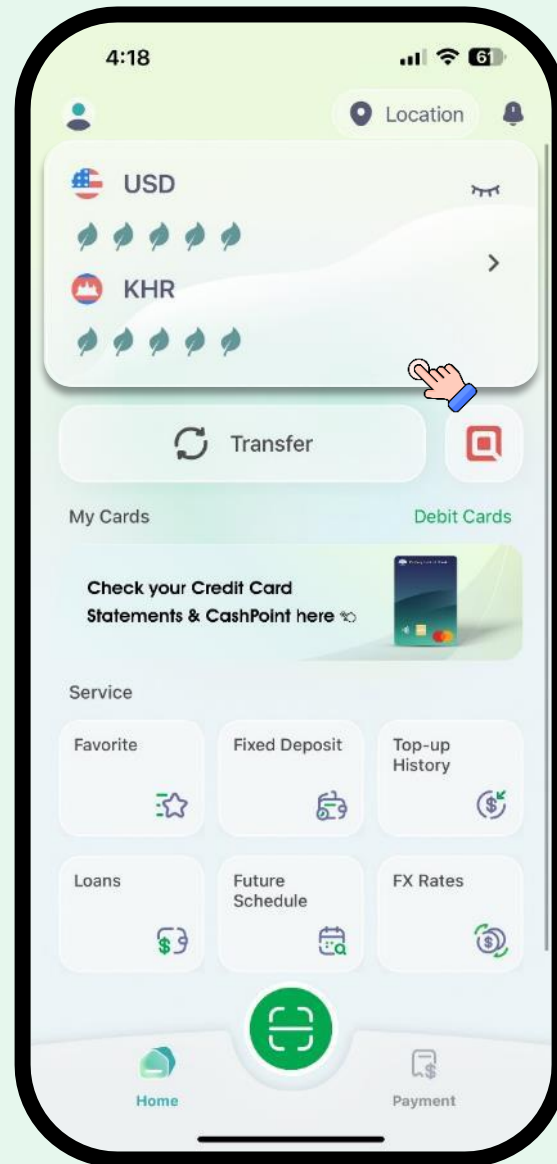 4:18
61
Location
USD
KHR
Transfer
My Cards
Debit Cards
Check your Credit Card
Statements & CashPoint here
Service
Favorite
Fixed Deposit
Top-up
History
Loans
Future
Schedule
FX Rates
Home
Payment